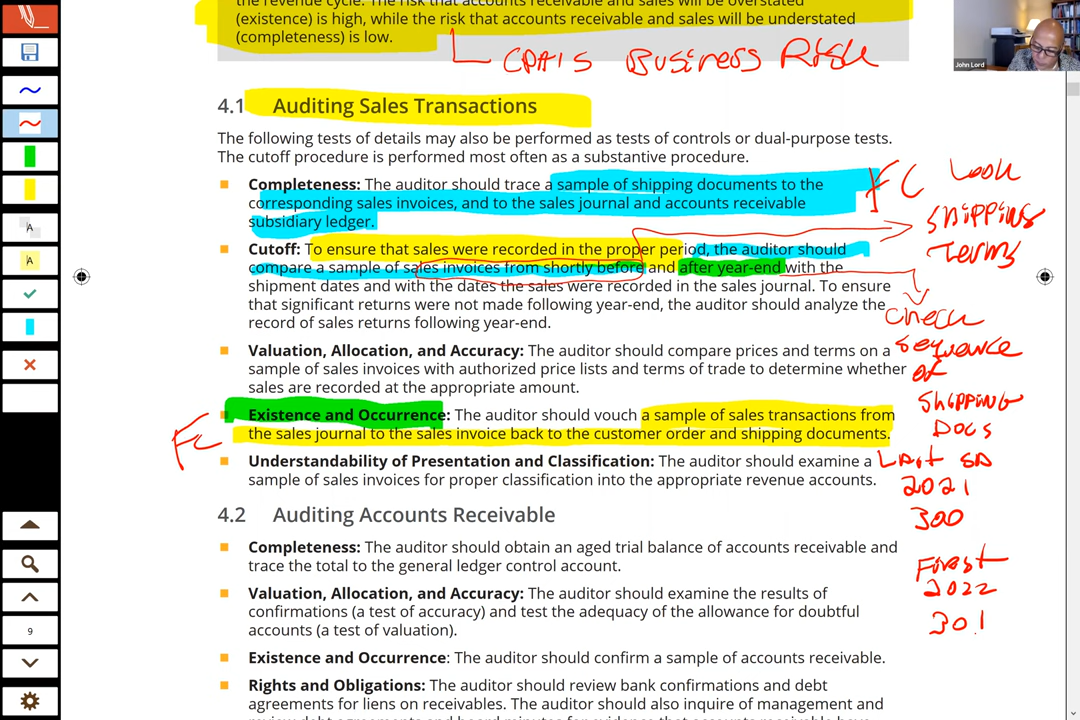 the revenue cycle. The risk that accounts receivable and sales will be overstated
(existence) is high, while the risk that accounts receivable and sales will be understated
(completeness) is low.
CPA'S Business Risk
John Lord
4.1 Auditing Sales Transactions
The following tests of details may also be performed as tests of controls or dual-purpose tests.
The cutoff procedure is performed most often as a substantive procedure.
Completeness: The auditor should trace a sample of shipping documents to the
corresponding sales invoices, and to the sales journal and accounts receivable
subsidiary ledger.
FC
Look
Shipping
Terms
Cutoff: To ensure that sales were recorded in the proper period, the auditor should
compare a sample of sales invoices from shortly before and after year-end with the
shipment dates and with the dates the sales were recorded in the sales journal. To ensure
that significant returns were not made following year-end, the auditor should analyze the
record of sales returns following year-end.
Check
sequence
of
Shipping
Docs
Last SD
2021
300
First
2022
301
Valuation, Allocation, and Accuracy: The auditor should compare prices and terms on a
sample of sales invoices with authorized price lists and terms of trade to determine whether
sales are recorded at the appropriate amount.
FC
Existence and Occurrence: The auditor should vouch a sample of sales transactions from
the sales journal to the sales invoice back to the customer order and shipping documents.
Understandability of Presentation and Classification: The auditor should examine a
sample of sales invoices for proper classification into the appropriate revenue accounts.
4.2 Auditing Accounts Receivable
Completeness: The auditor should obtain an aged trial balance of accounts receivable and
trace the total to the general ledger control account.
Valuation, Allocation, and Accuracy: The auditor should examine the results of
confirmations (a test of accuracy) and test the adequacy of the allowance for doubtful
accounts (a test of valuation).
Existence and Occurrence: The auditor should confirm a sample of accounts receivable.
Rights and Obligations: The auditor should review bank confirmations and debt
agreements for liens on receivables. The auditor should also inquire of management and
A
A
9